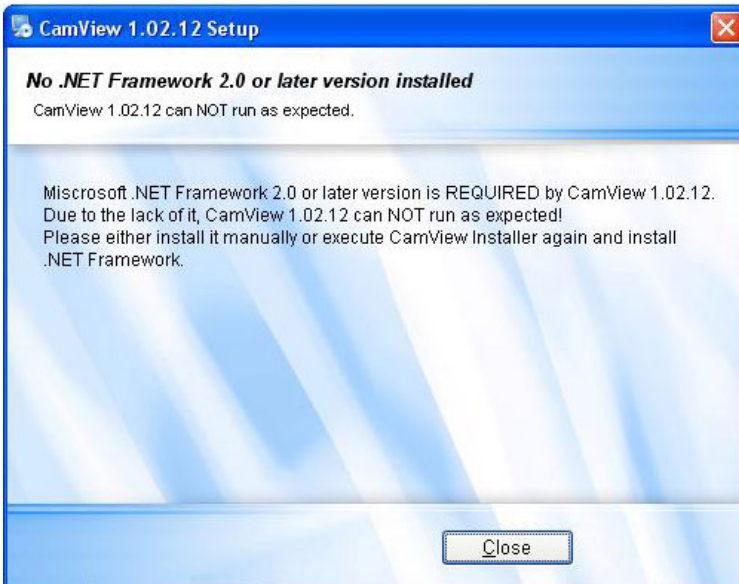 CamView 1.02.12 Setup
No .NET Framework 2.0 or later version installed
CamView 1.02.12 can NOT run as expected.
Miscrosoft .NET Framework 2.0 or later version is REQUIRED by CamView 1.02.12.
Due to the lack of it, CamView 1.02.12 can NOT run as expected!
Please either install it manually or execute CamView Installer again and install
.NET Framework.
Close